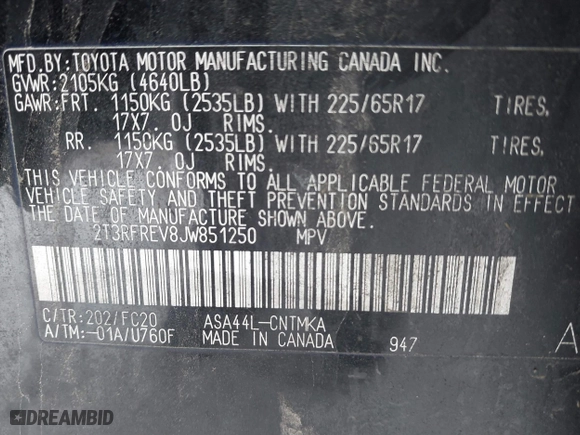 MFD.BY:TOYOTA MOTOR MANUFACTURING CANADA INC.
GVWR:2105KG (4640LB)
GAWR:FRT. 1150KG (2535LB) WITH 225/65R17 TIRES,
17X7.0J RIMS.
RR. 1150KG (2535LB) WITH 225/65R17 TIRES,
17X7.0J RIMS.
THIS VEHICLE CONFORMS TO ALL APPLICABLE FEDERAL MOTOR
VEHICLE SAFETY AND THEFT PREVENTION STANDARDS IN EFFECT ON
THE DATE OF MANUFACTURE SHOWN ABOVE.
2T3RFREV8JW851250 MPV
C/TR:202/FC20 ASA44L-CNTMKA
A/TM:-01A/U760F MADE IN CANADA 947 A
DREAMBID